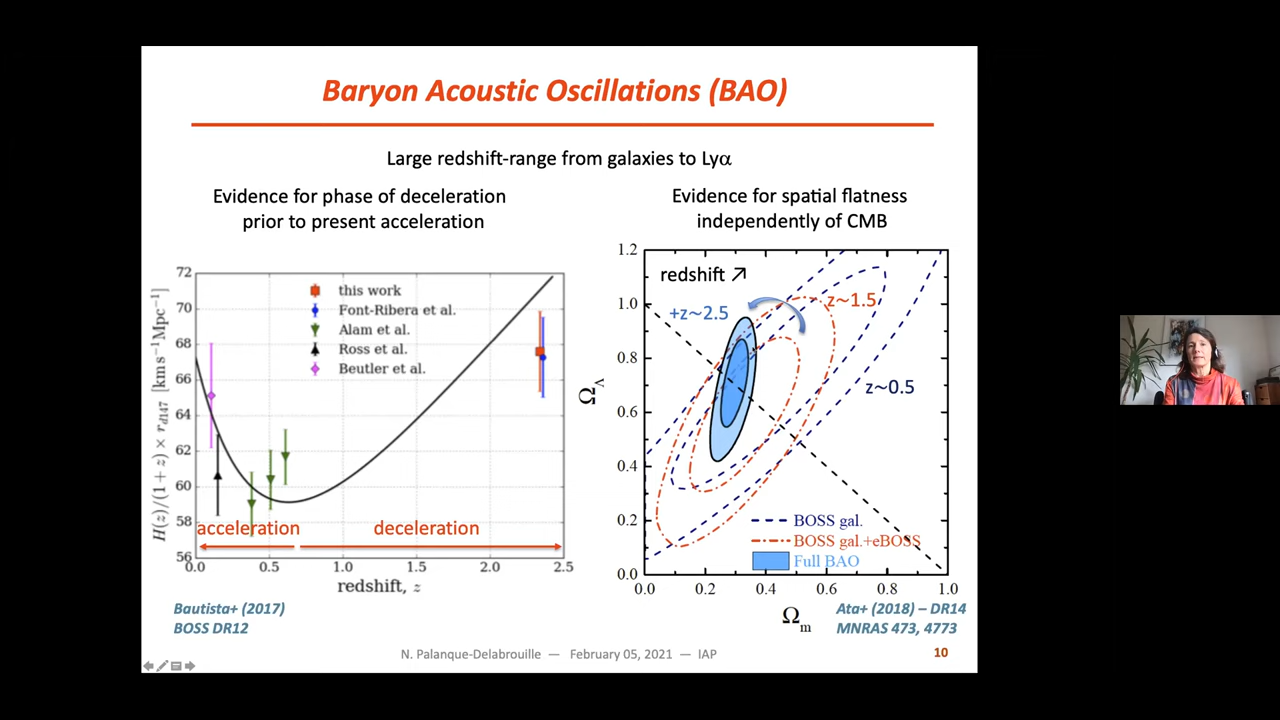 Baryon Acoustic Oscillations (BAO)
Large redshift-range from galaxies to Lyα
Evidence for phase of deceleration
prior to present acceleration
Evidence for spatial flatness
independently of CMB
72
70
68
66
64
62
60
58
56
H(z)/(1 + z) × r_d147 [km s⁻¹Mpc⁻¹]
this work
Font-Ribera et al.
Alam et al.
Ross et al.
Beutler et al.
acceleration
deceleration
0.0 0.5 1.0 1.5 2.0 2.5
redshift, z
Bautista+ (2017)
BOSS DR12
1.2
1.0
0.8
0.6
0.4
0.2
0.0
Ω_Λ
redshift ↗
+z~2.5
z~1.5
z~0.5
BOSS gal.
BOSS gal.+eBOSS
Full BAO
0.0 0.2 0.4 0.6 0.8 1.0
Ω_m
Ata+ (2018) – DR14
MNRAS 473, 4773
N. Palanque-Delabrouille — February 05, 2021 — IAP
10